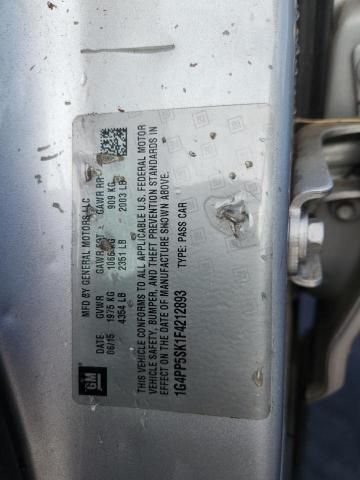 GM
MFD BY GENERAL MOTORS LLC
DATE GVWR GAWR FRT GAWR RR
06/15 1975 KG 1066 KG 909 KG
4354 LB 2351 LB 2003 LB
THIS VEHICLE CONFORMS TO ALL APPLICABLE U.S. FEDERAL MOTOR
VEHICLE SAFETY, BUMPER, AND THEFT PREVENTION STANDARDS IN
EFFECT ON THE DATE OF MANUFACTURE SHOWN ABOVE.
1G4PP5SK1F4212893 TYPE: PASS CAR